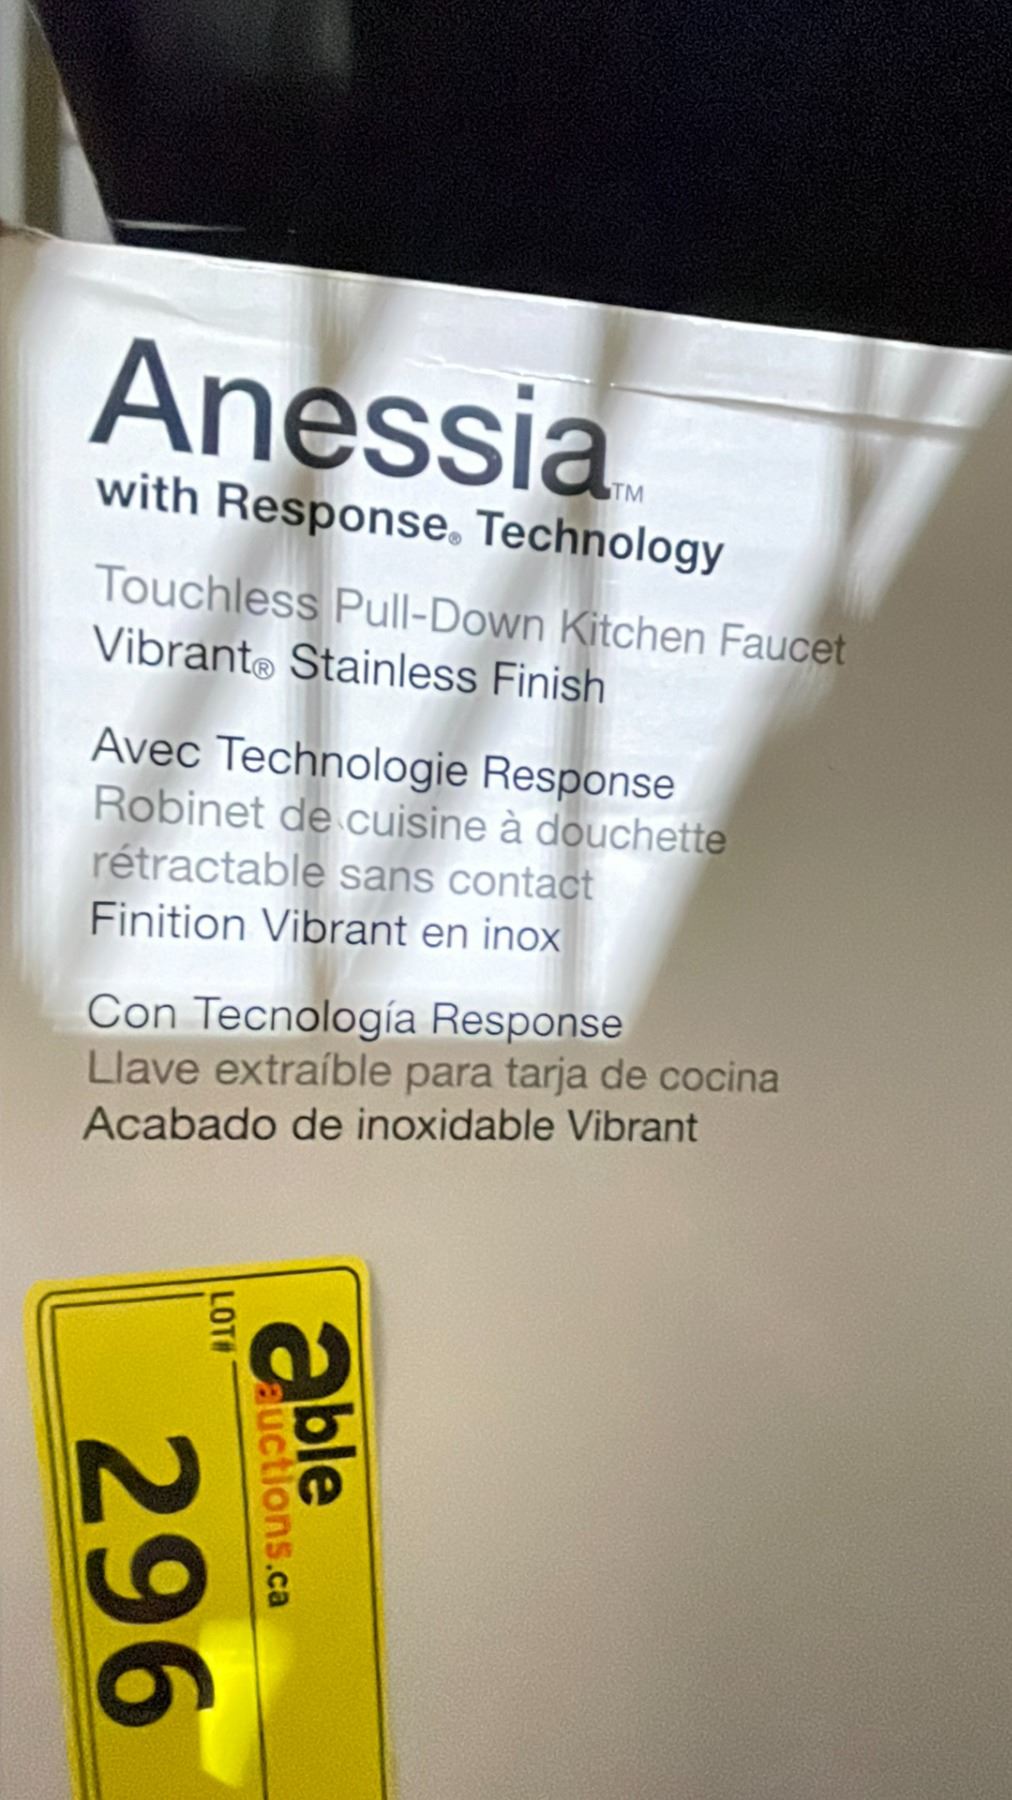 Anessia™
with Response® Technology
Touchless Pull-Down Kitchen Faucet
Vibrant® Stainless Finish
Avec Technologie Response
Robinet de cuisine à douchette
rétractable sans contact
Finition Vibrant en inox
Con Tecnología Response
Llave extraíble para tarja de cocina
Acabado de inoxidable Vibrant
able
auctions.ca
LOT#
296